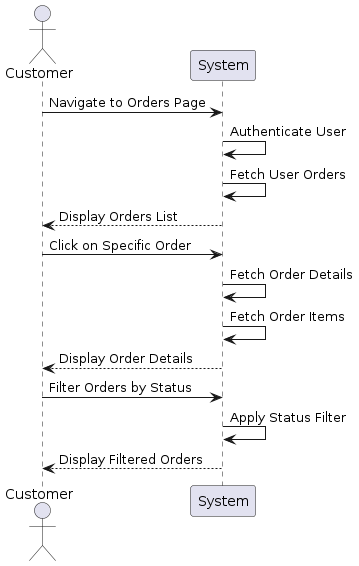 Customer
System
Navigate to Orders Page
Authenticate User
Fetch User Orders
Display Orders List
Click on Specific Order
Fetch Order Details
Fetch Order Items
Display Order Details
Filter Orders by Status
Apply Status Filter
Display Filtered Orders
Customer
System